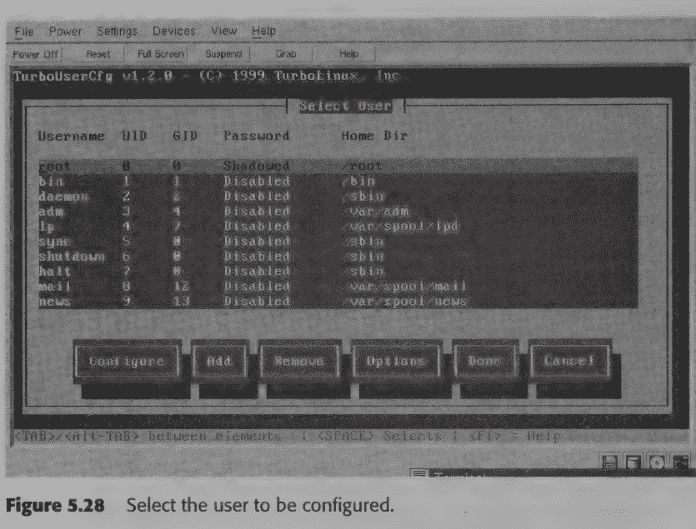 File Power Settings Devices View Help
Power Off Reset Full Screen Suspend Grab Help
TurboUserCfg v1.2.0 - (C) 1999 TurboLinux Inc
Select User
Username UID GID Password Home Dir
root 0 0 Shadowed /root
bin 1 1 Disabled /bin
daemon 2 2 Disabled /sbin
adm 3 4 Disabled /var/adm
lp 4 7 Disabled /var/spool/lpd
sync 5 0 Disabled /sbin
shutdown 6 0 Disabled /sbin
halt 7 0 Disabled /sbin
mail 8 12 Disabled /var/spool/mail
news 9 13 Disabled /var/spool/news
Configure Add Remove Options Done Cancel
<TAB>/<Alt-TAB> between elements | <SPACE> Selects | <F1> = Help
Figure 5.28 Select the user to be configured.